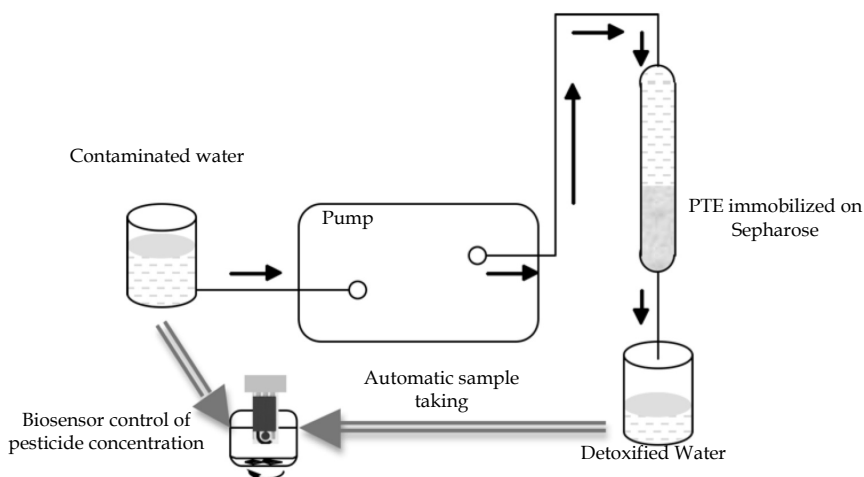 Contaminated water
Pump
PTE immobilized on
Sepharose
Automatic sample
taking
Biosensor control of
pesticide concentration
Detoxified Water